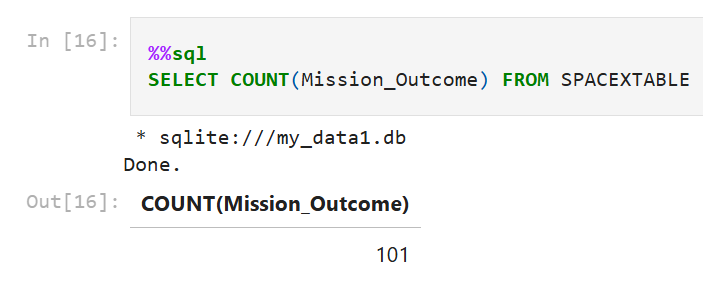 In [16]:
%%sql
SELECT COUNT(Mission_Outcome) FROM SPACEXTABLE
* sqlite:///my_data1.db
Done.
Out[16]:
COUNT(Mission_Outcome)
101